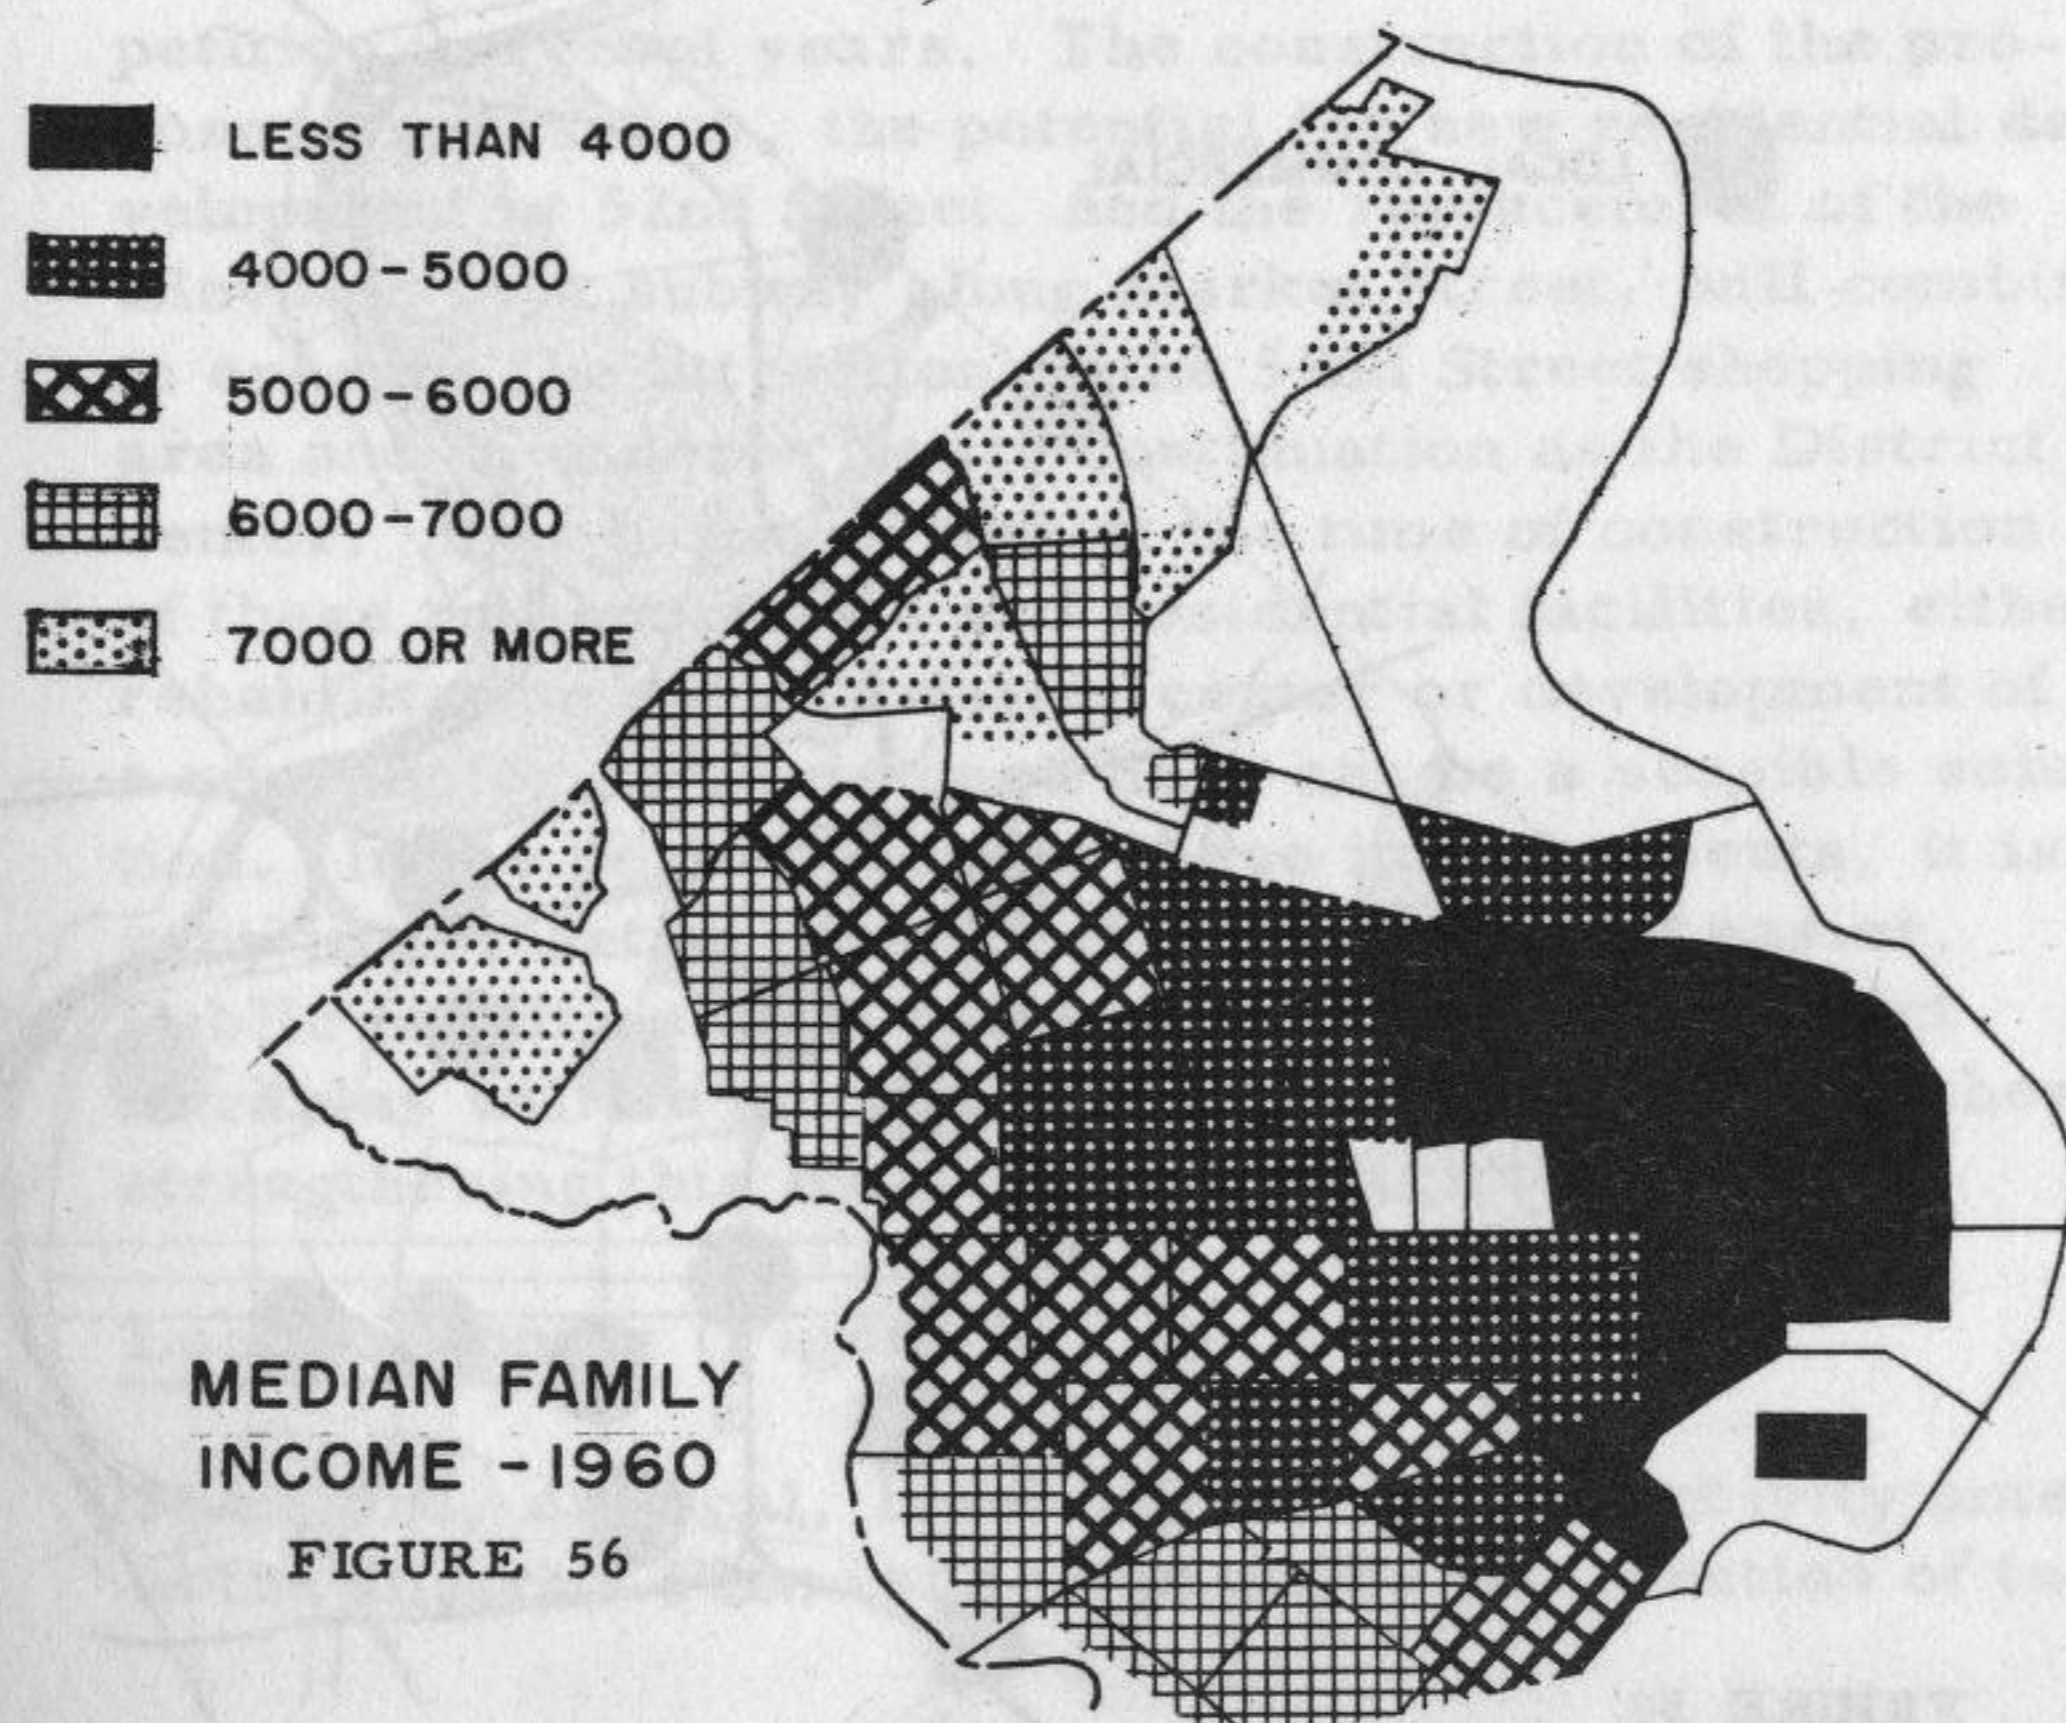 LESS THAN 4000
4000-5000
5000-6000
6000-7000
7000 OR MORE
MEDIAN FAMILY
INCOME - 1960
FIGURE 56